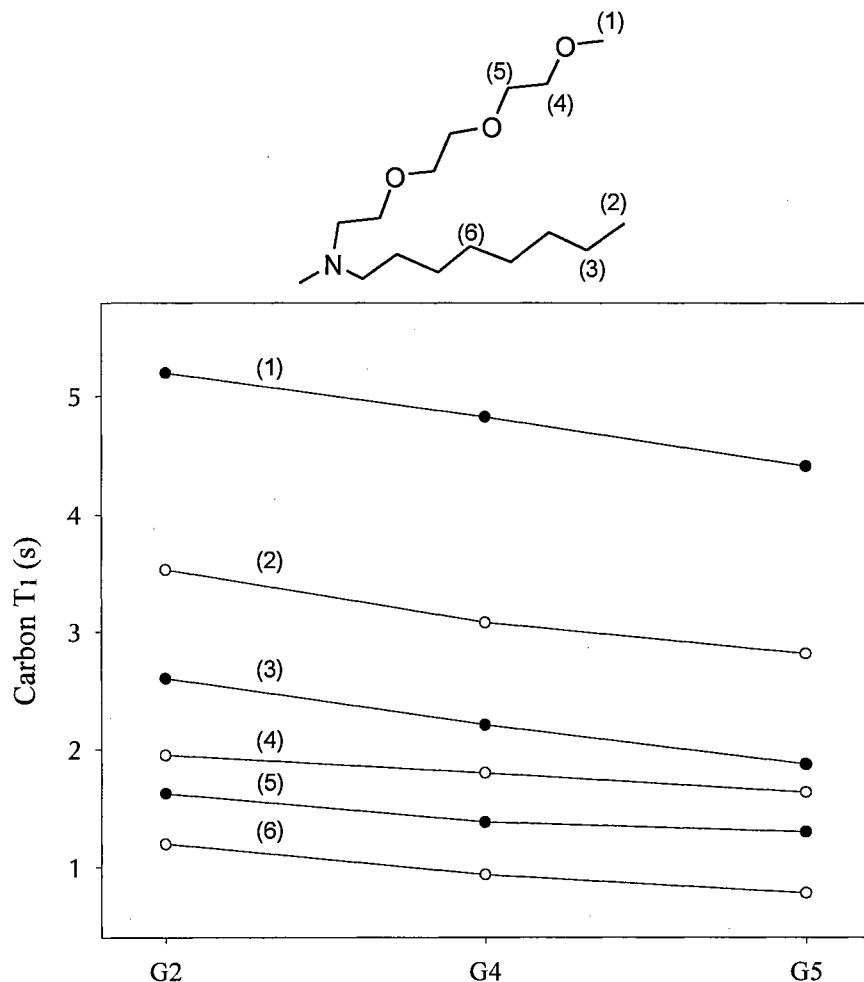 (1)
O
(5)
(4)
O
O
(2)
(6)
N
(3)
(1)
5
4
(2)
3
(3)
(4)
2
(5)
(6)
1
Carbon T1 (s)
G2 G4 G5